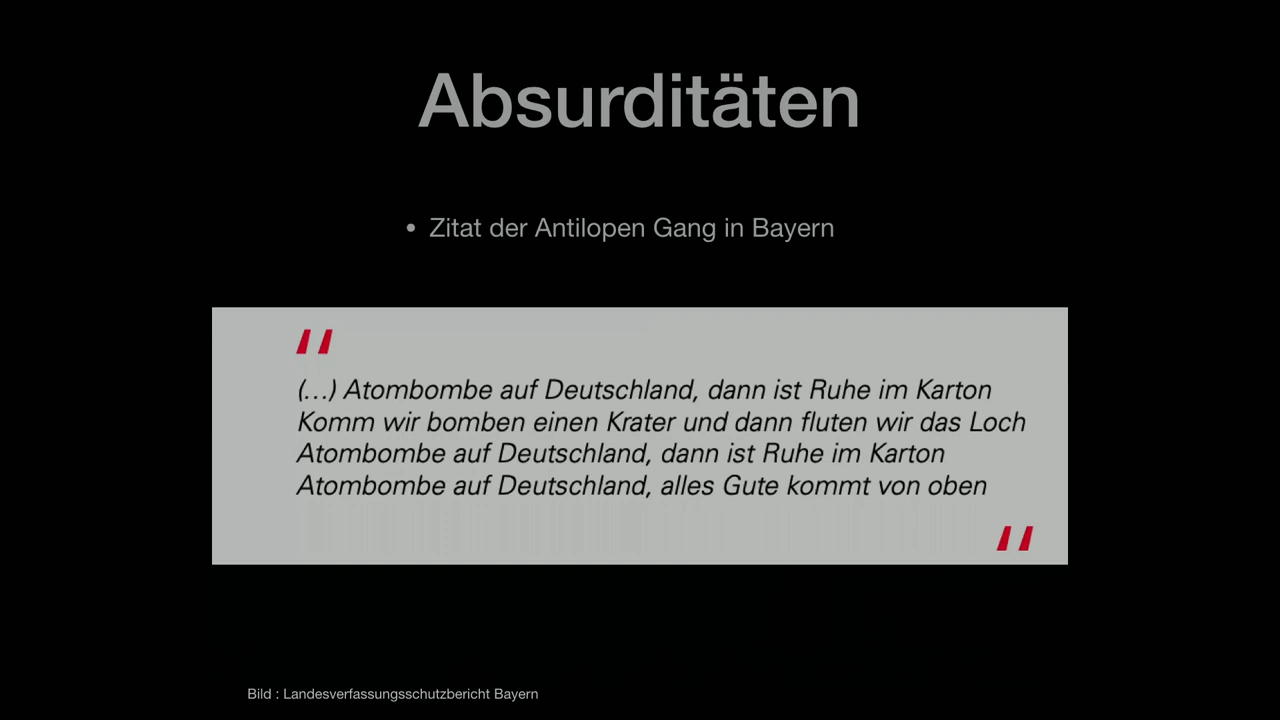 Absurditäten
• Zitat der Antilopen Gang in Bayern
"
(…) Atombombe auf Deutschland, dann ist Ruhe im Karton
Komm wir bomben einen Krater und dann fluten wir das Loch
Atombombe auf Deutschland, dann ist Ruhe im Karton
Atombombe auf Deutschland, alles Gute kommt von oben
"
Bild : Landesverfassungsschutzbericht Bayern